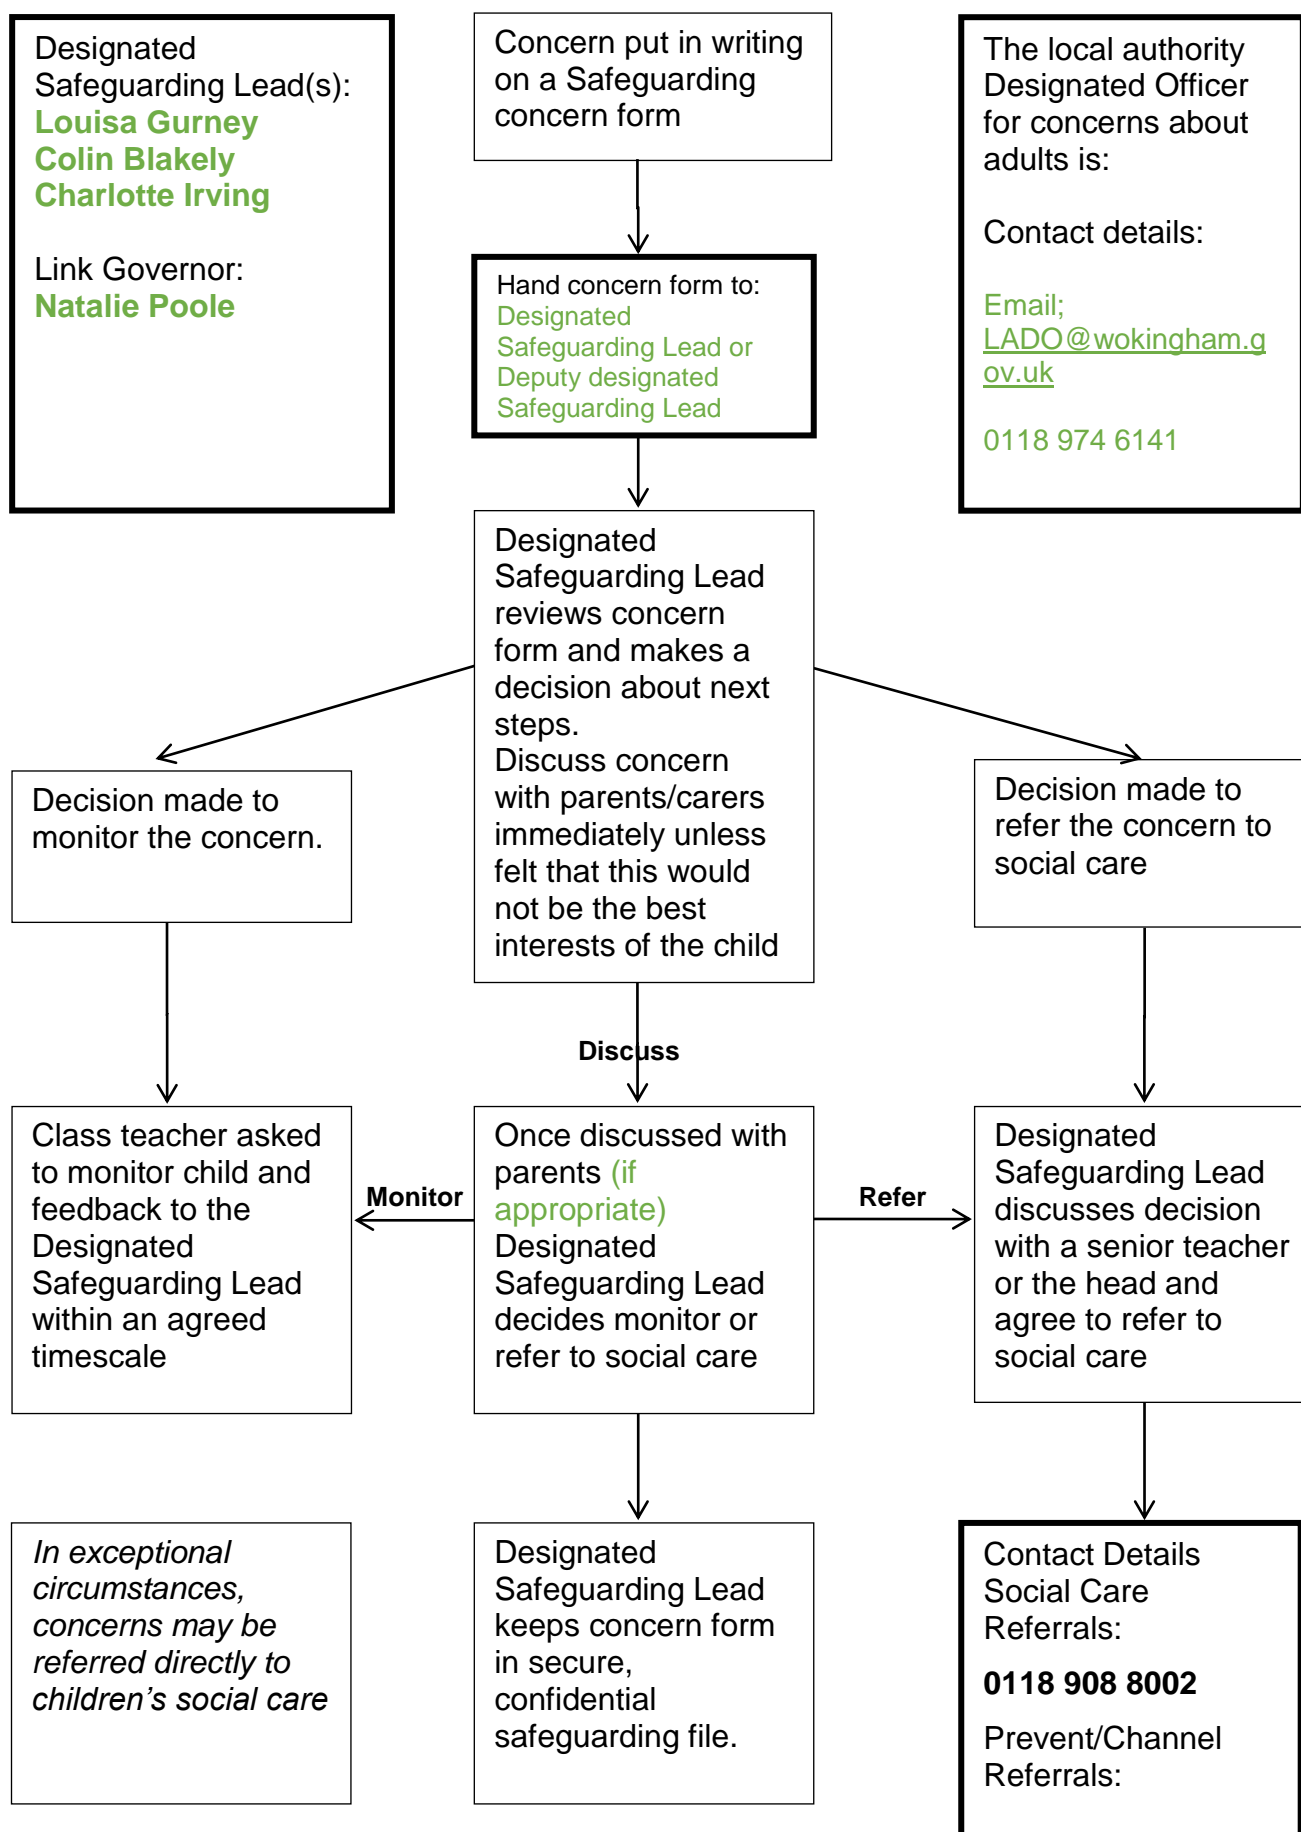 Designated
Safeguarding Lead(s):
Louisa Gurney
Colin Blakely
Charlotte Irving
Link Governor:
Natalie Poole
Concern put in writing
on a Safeguarding
concern form
The local authority
Designated Officer
for concerns about
adults is:
Contact details:
Email;
LADO@wokingham.g
ov.uk
0118 974 6141
Hand concern form to:
Designated
Safeguarding Lead or
Deputy designated
Safeguarding Lead
Designated
Safeguarding Lead
reviews concern
form and makes a
decision about next
steps.
Discuss concern
with parents/carers
immediately unless
felt that this would
not be the best
interests of the child
Decision made to
monitor the concern.
Decision made to
refer the concern to
social care
Discuss
Class teacher asked
to monitor child and
feedback to the
Designated
Safeguarding Lead
within an agreed
timescale
Monitor
Once discussed with
parents (if
appropriate)
Designated
Safeguarding Lead
decides monitor or
refer to social care
Refer
Designated
Safeguarding Lead
discusses decision
with a senior teacher
or the head and
agree to refer to
social care
In exceptional
circumstances,
concerns may be
referred directly to
children’s social care
Designated
Safeguarding Lead
keeps concern form
in secure,
confidential
safeguarding file.
Contact Details
Social Care
Referrals:
0118 908 8002
Prevent/Channel
Referrals: